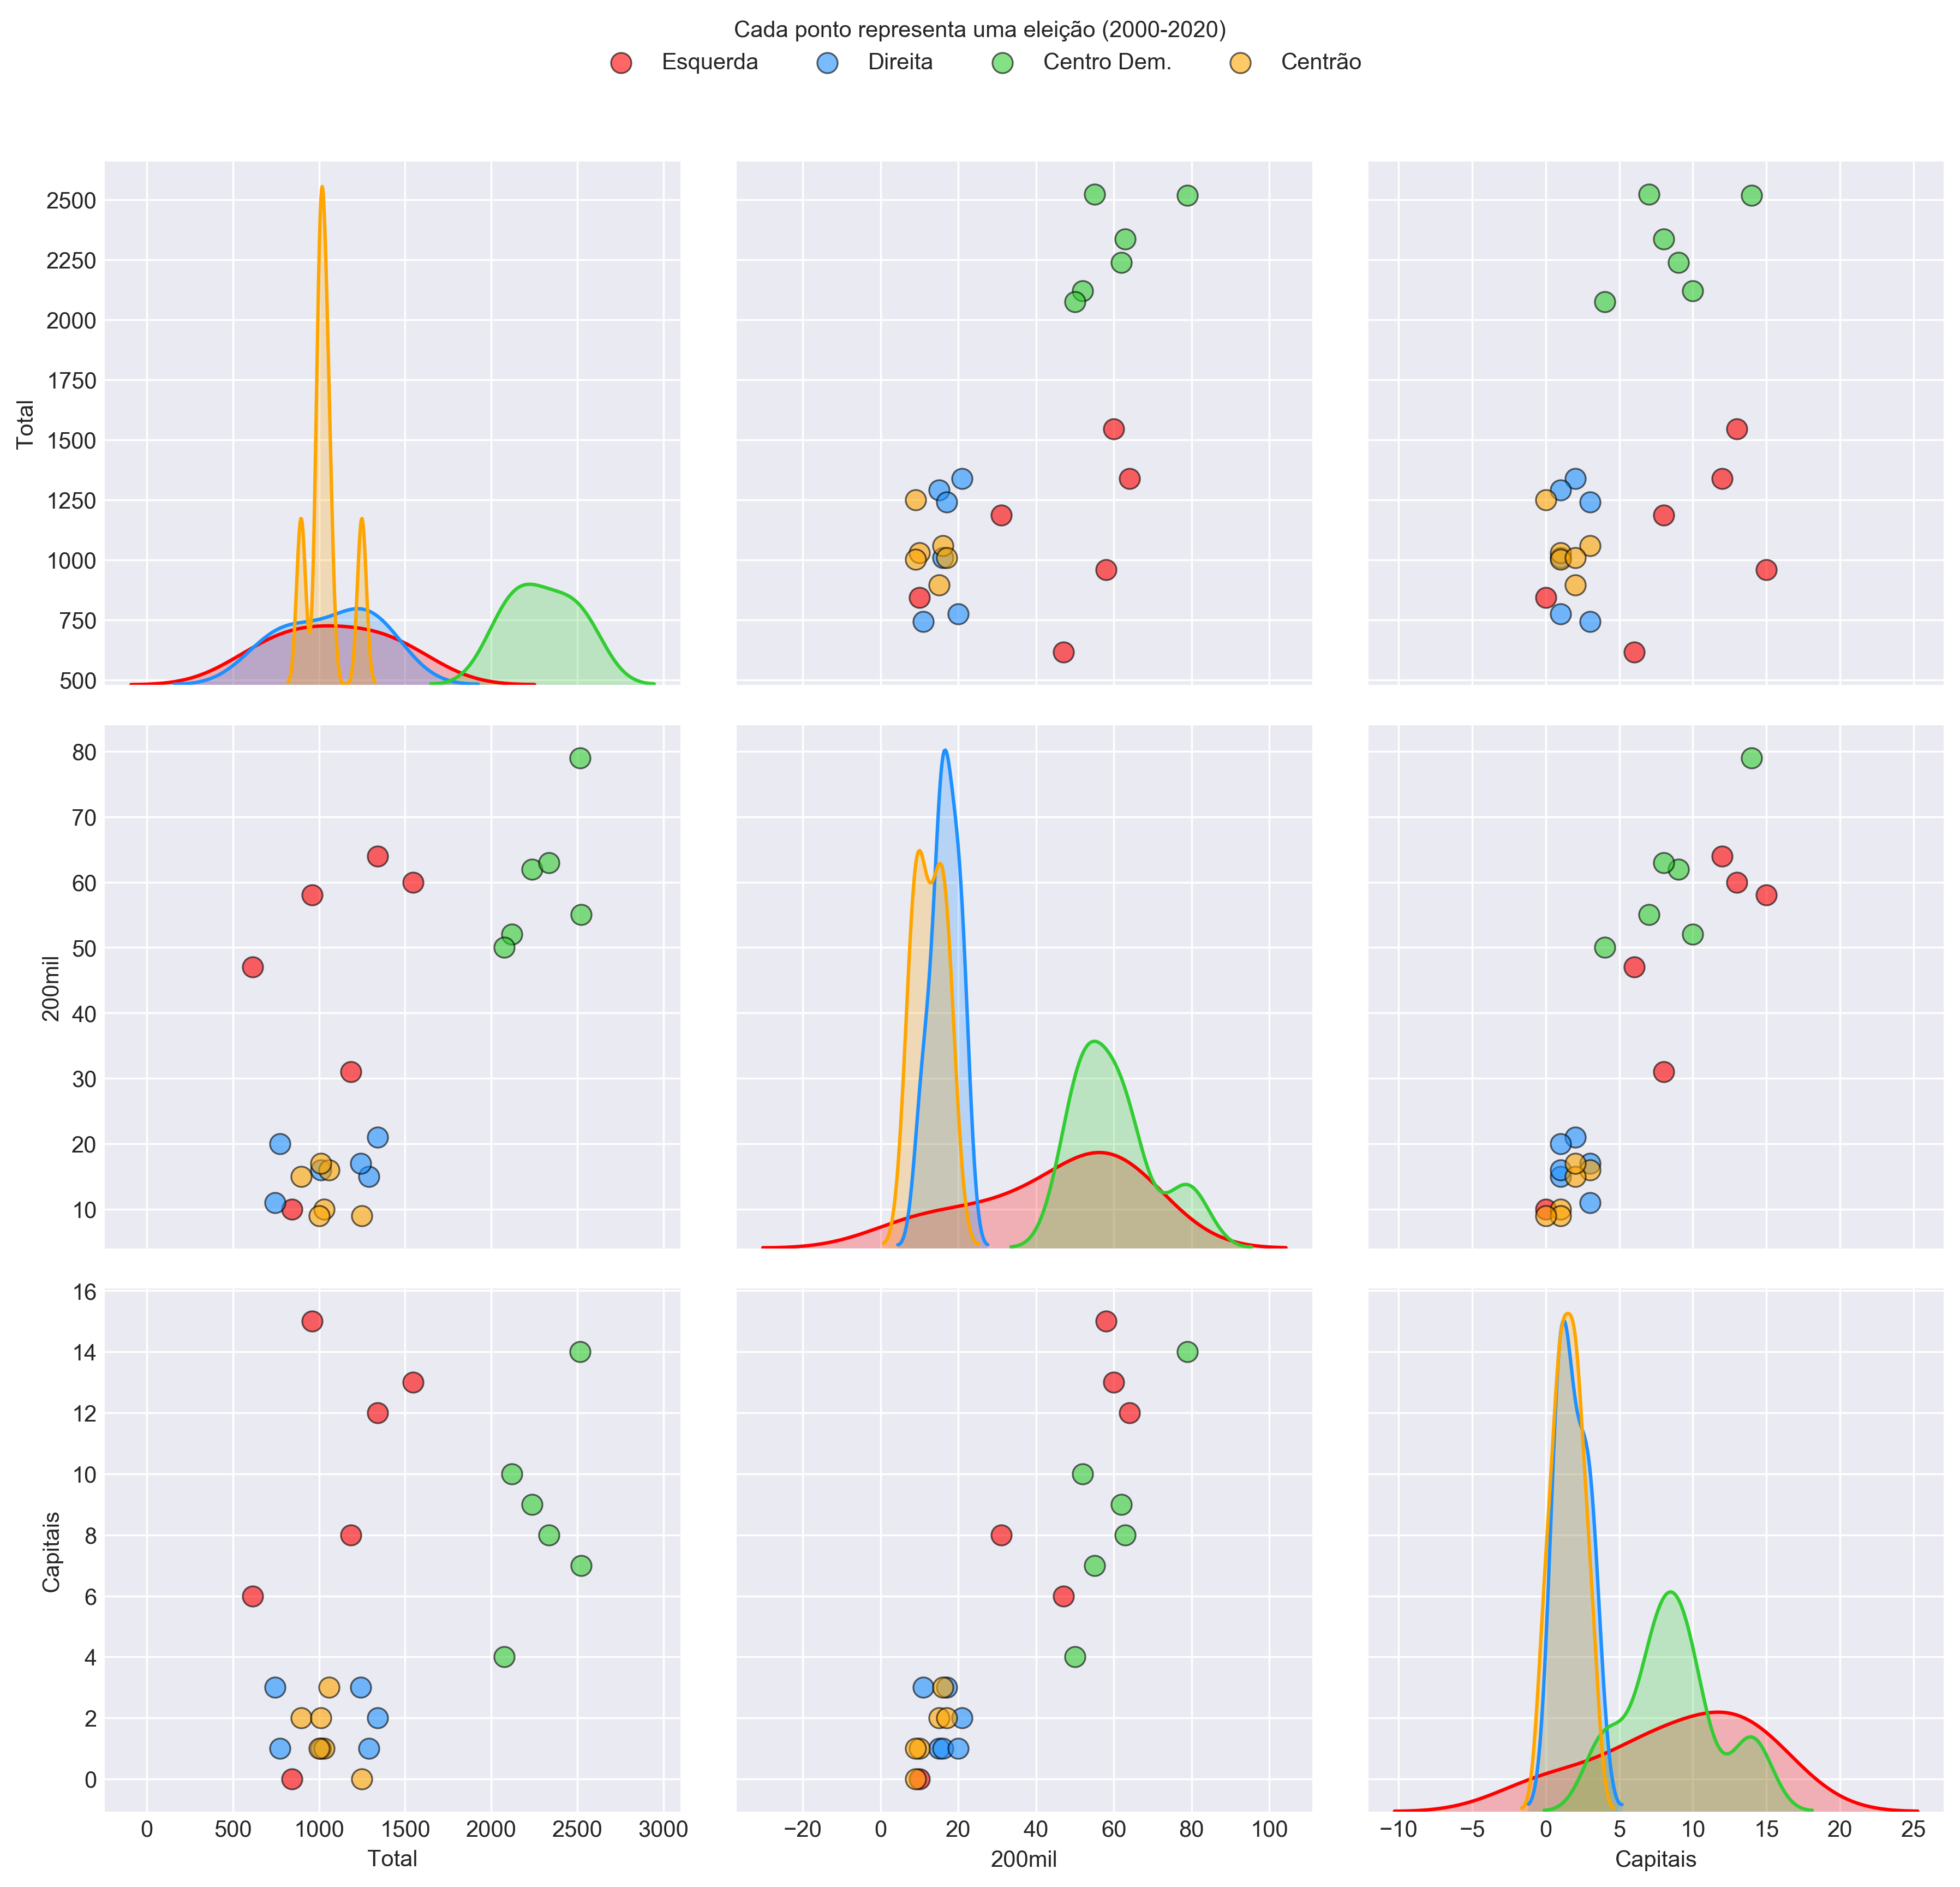 Cada ponto representa uma eleição (2000-2020)
Esquerda Direita Centro Dem. Centrão
2500
2250
2000
1750
1500
1250
1000
750
500
Total
80
70
60
50
40
30
20
10
200mil
16
14
12
10
8
6
4
2
0
Capitais
0 500 1000 1500 2000 2500 3000
Total
−20 0 20 40 60 80 100
200mil
−10 −5 0 5 10 15 20 25
Capitais